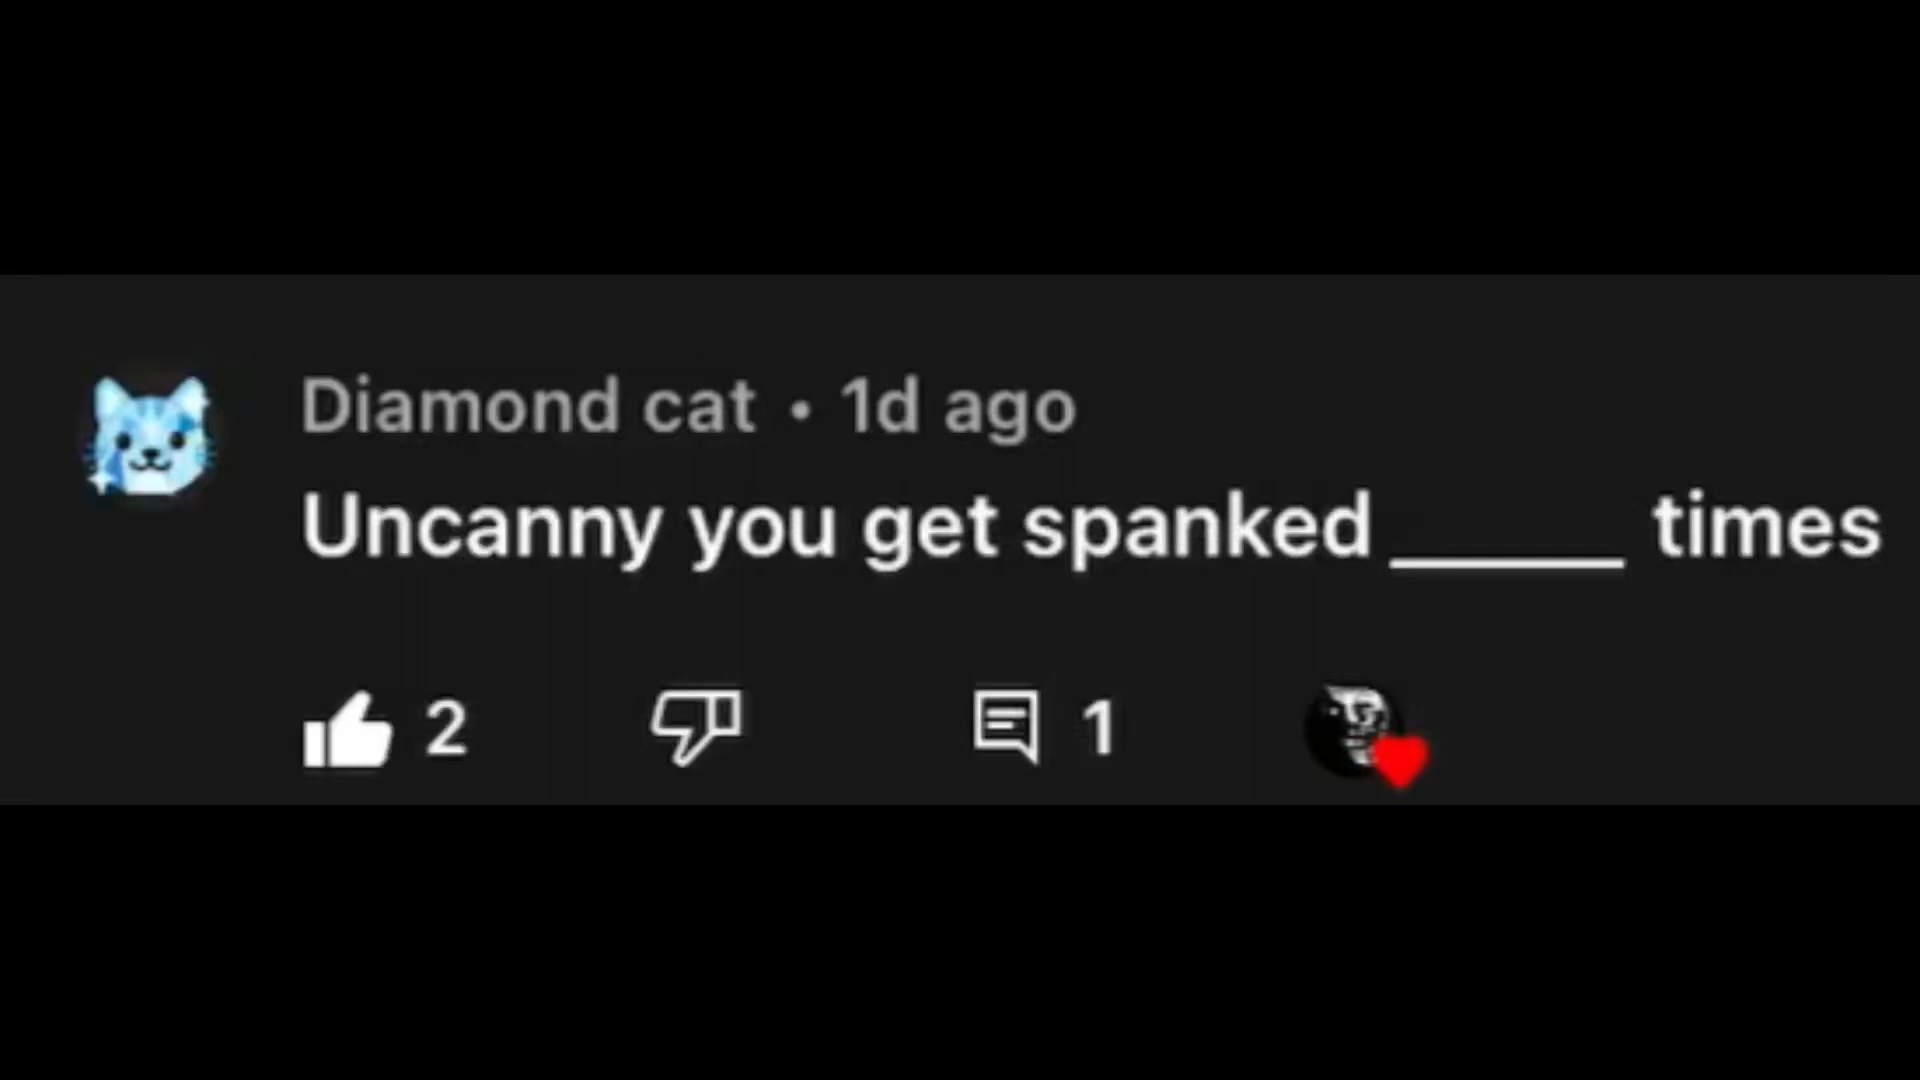 Diamond cat • 1d ago
Uncanny you get spanked _____ times
2 1